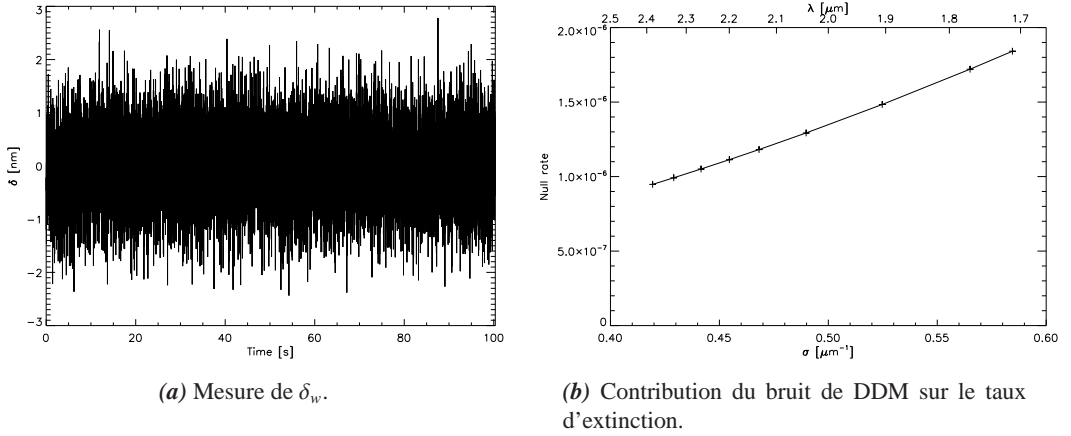 3
2
1
0
−1
−2
−3
δ [nm]
0 20 40 60 80 100
Time [s]
(a) Mesure de δw.
λ [μm]
2.5 2.4 2.3 2.2 2.1 2.0 1.9 1.8 1.7
2.0×10⁻⁶
1.5×10⁻⁶
1.0×10⁻⁶
5.0×10⁻⁷
0
Null rate
0.40 0.45 0.50 0.55 0.60
σ [μm⁻¹]
(b) Contribution du bruit de DDM sur le taux
d'extinction.